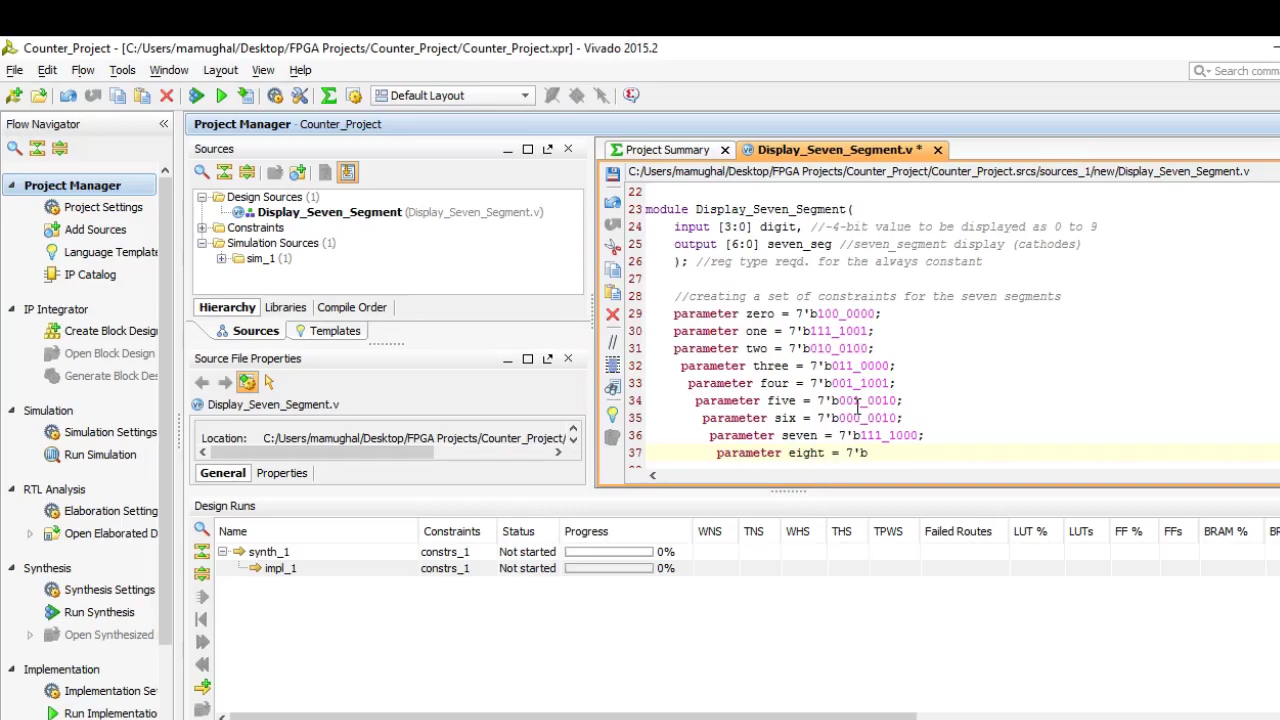 Counter_Project - [C:/Users/mamughal/Desktop/FPGA Projects/Counter_Project/Counter_Project.xpr] - Vivado 2015.2
File Edit Flow Tools Window Layout View Help
Search comma
Default Layout
Flow Navigator
Project Manager
Project Settings
Add Sources
Language Template
IP Catalog
IP Integrator
Create Block Desig
Open Block Design
Generate Block Des
Simulation
Simulation Settings
Run Simulation
RTL Analysis
Elaboration Setting
Open Elaborated D
Synthesis
Synthesis Settings
Run Synthesis
Open Synthesized
Implementation
Implementation Se
Run Implementatio
Project Manager - Counter_Project
Sources
Design Sources (1)
Display_Seven_Segment (Display_Seven_Segment.v)
Constraints
Simulation Sources (1)
sim_1 (1)
Hierarchy Libraries Compile Order
Sources Templates
Source File Properties
Display_Seven_Segment.v
Location: C:/Users/mamughal/Desktop/FPGA Projects/Counter_Project/
General Properties
Project Summary Display_Seven_Segment.v *
C:/Users/mamughal/Desktop/FPGA Projects/Counter_Project/Counter_Project.srcs/sources_1/new/Display_Seven_Segment.v
22
23 module Display_Seven_Segment(
24 input [3:0] digit, //-4-bit value to be displayed as 0 to 9
25 output [6:0] seven_seg //seven_segment display (cathodes)
26 ); //reg type reqd. for the always constant
27
28 //creating a set of constraints for the seven segments
29 parameter zero = 7'b100_0000;
30 parameter one = 7'b111_1001;
31 parameter two = 7'b010_0100;
32 parameter three = 7'b011_0000;
33 parameter four = 7'b001_1001;
34 parameter five = 7'b001_0010;
35 parameter six = 7'b000_0010;
36 parameter seven = 7'b111_1000;
37 parameter eight = 7'b
Design Runs
Name Constraints Status Progress WNS TNS WHS THS TPWS Failed Routes LUT % LUTs FF % FFs BRAM % BR
synth_1 constrs_1 Not started 0%
impl_1 constrs_1 Not started 0%